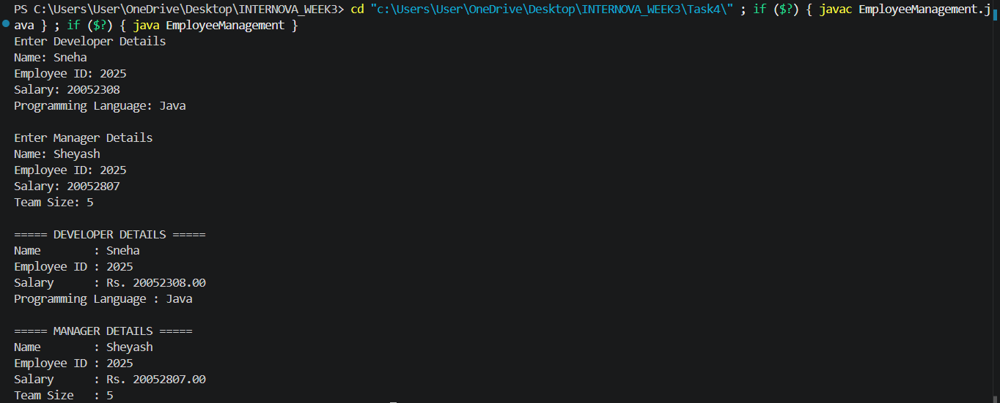 PS C:\Users\User\OneDrive\Desktop\INTERNOVA_WEEK3> cd "c:\Users\User\OneDrive\Desktop\INTERNOVA_WEEK3\Task4\" ; if ($?) { javac EmployeeManagement.j
ava } ; if ($?) { java EmployeeManagement }
Enter Developer Details
Name: Sneha
Employee ID: 2025
Salary: 20052308
Programming Language: Java

Enter Manager Details
Name: Sheyash
Employee ID: 2025
Salary: 20052807
Team Size: 5

===== DEVELOPER DETAILS =====
Name        : Sneha
Employee ID : 2025
Salary      : Rs. 20052308.00
Programming Language : Java

===== MANAGER DETAILS =====
Name        : Sheyash
Employee ID : 2025
Salary      : Rs. 20052807.00
Team Size   : 5